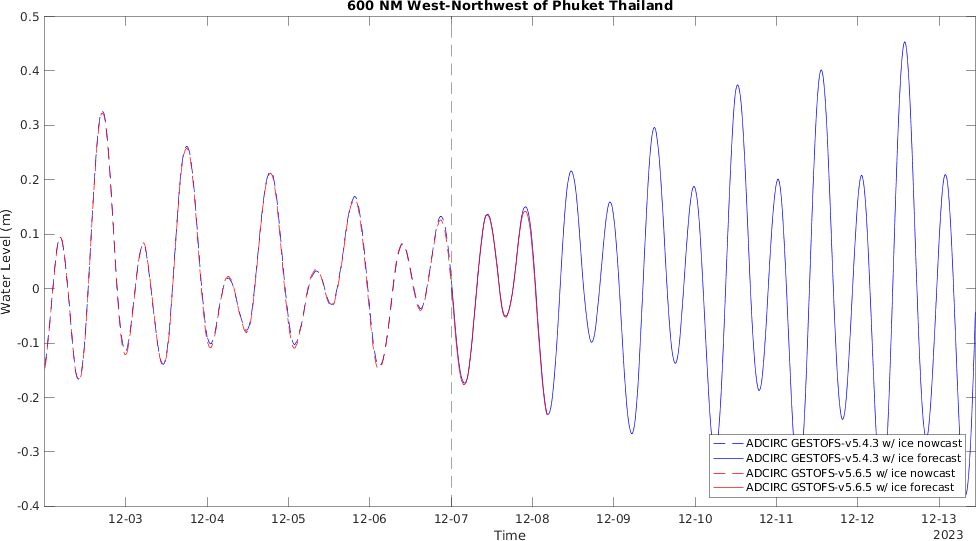 600 NM West-Northwest of Phuket Thailand
0.5
0.4
0.3
0.2
0.1
0
-0.1
-0.2
-0.3
-0.4
Water Level (m)
ADCIRC GESTOFS-v5.4.3 w/ ice nowcast
ADCIRC GESTOFS-v5.4.3 w/ ice forecast
ADCIRC GSTOFS-v5.6.5 w/ ice nowcast
ADCIRC GSTOFS-v5.6.5 w/ ice forecast
12-03 12-04 12-05 12-06 12-07 12-08 12-09 12-10 12-11 12-12 12-13
Time
2023